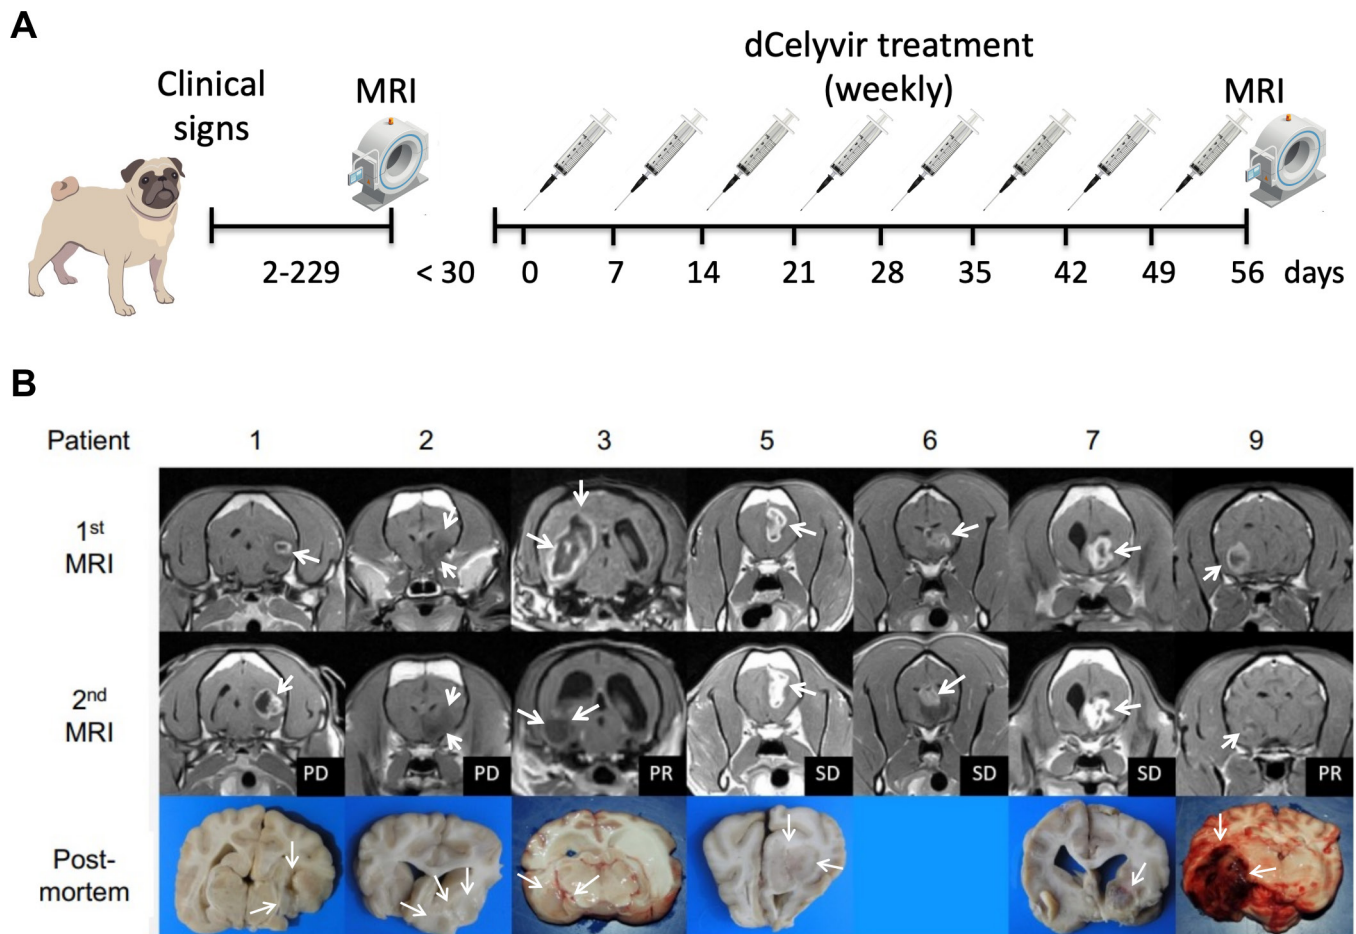 A
Clinical
signs
MRI
dCelyvir treatment
(weekly)
MRI
2-229
< 30
0 7 14 21 28 35 42 49 56 days
B
Patient 1 2 3 5 6 7 9
1st
MRI
2nd
MRI
PD PD PR SD SD SD PR
Post-
mortem